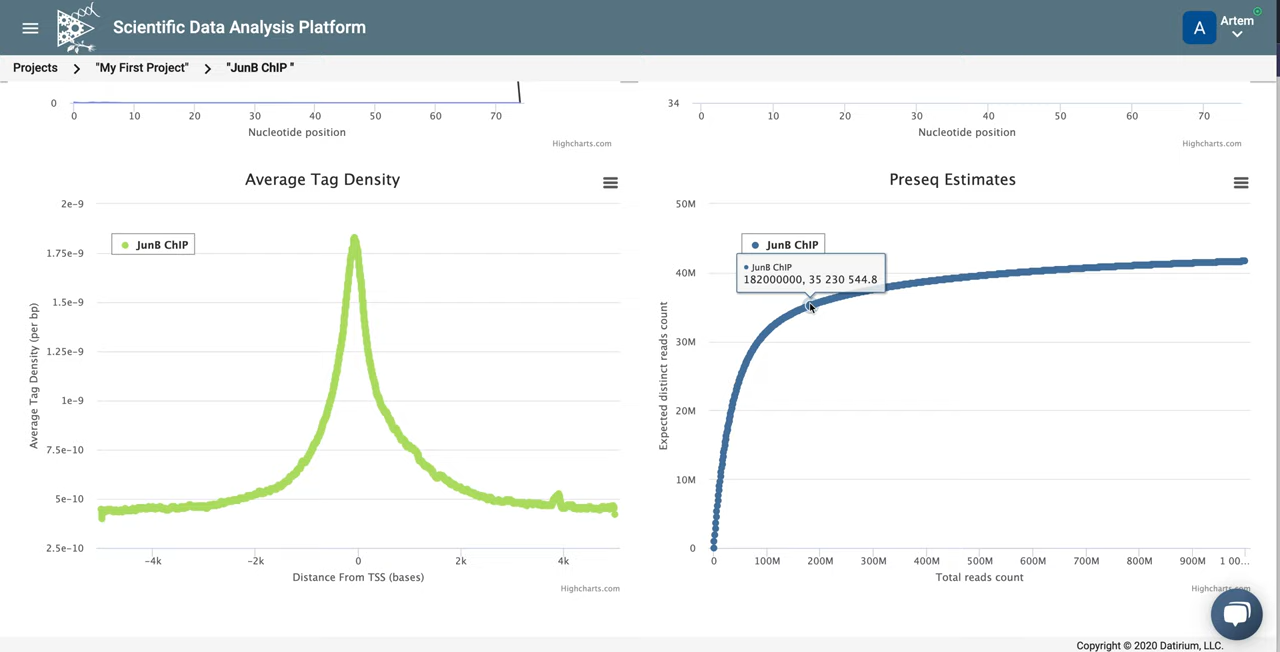 Scientific Data Analysis Platform
A
Artem
Projects > "My First Project" > "JunB ChIP "
0
0 10 20 30 40 50 60 70
Nucleotide position
Highcharts.com
34
0 10 20 30 40 50 60 70
Nucleotide position
Highcharts.com
Average Tag Density
2e-9
1.75e-9
1.5e-9
1.25e-9
1e-9
7.5e-10
5e-10
2.5e-10
Average Tag Density (per bp)
JunB ChIP
-4k -2k 0 2k 4k
Distance From TSS (bases)
Highcharts.com
Preseq Estimates
50M
40M
30M
20M
10M
0
Expected distinct reads count
JunB ChIP
JunB ChIP
182000000, 35 230 544.8
0 100M 200M 300M 400M 500M 600M 700M 800M 900M 1 00...
Total reads count
Copyright © 2020 Datirium, LLC.